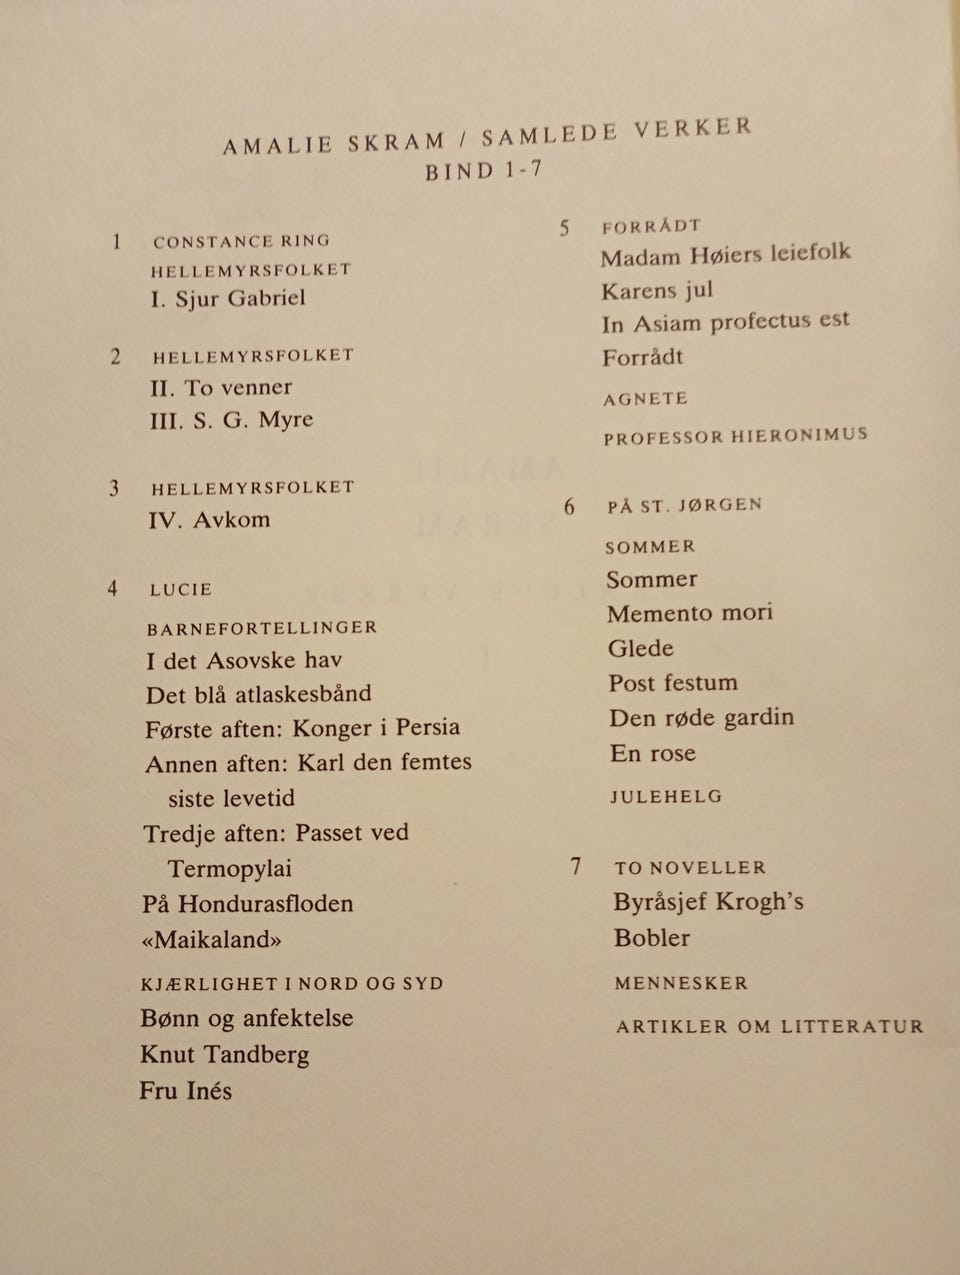 AMALIE SKRAM / SAMLEDE VERKER
BIND 1-7
1 CONSTANCE RING
HELLEMYRSFOLKET
I. Sjur Gabriel
2 HELLEMYRSFOLKET
II. To venner
III. S. G. Myre
3 HELLEMYRSFOLKET
IV. Avkom
4 LUCIE
BARNEFORTELLINGER
I det Asovske hav
Det blå atlaskesbånd
Første aften: Konger i Persia
Annen aften: Karl den femtes
siste levetid
Tredje aften: Passet ved
Termopylai
På Hondurasfloden
«Maikaland»
KJÆRLIGHET I NORD OG SYD
Bønn og anfektelse
Knut Tandberg
Fru Inés
5 FORRÅDT
Madam Høiers leiefolk
Karens jul
In Asiam profectus est
Forrådt
AGNETE
PROFESSOR HIERONIMUS
6 PÅ ST. JØRGEN
SOMMER
Sommer
Memento mori
Glede
Post festum
Den røde gardin
En rose
JULEHELG
7 TO NOVELLER
Byråsjef Krogh's
Bobler
MENNESKER
ARTIKLER OM LITTERATUR